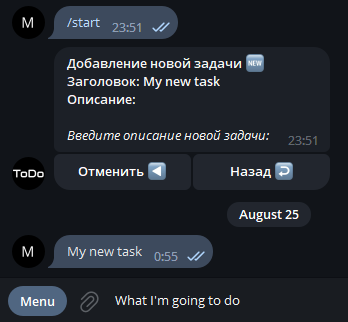 M
/start
23:51
Добавление новой задачи NEW
Заголовок: My new task
Описание:
Введите описание новой задачи:
23:51
ToDo
Отменить
Назад
August 25
M
My new task
0:55
Menu
What I'm going to do